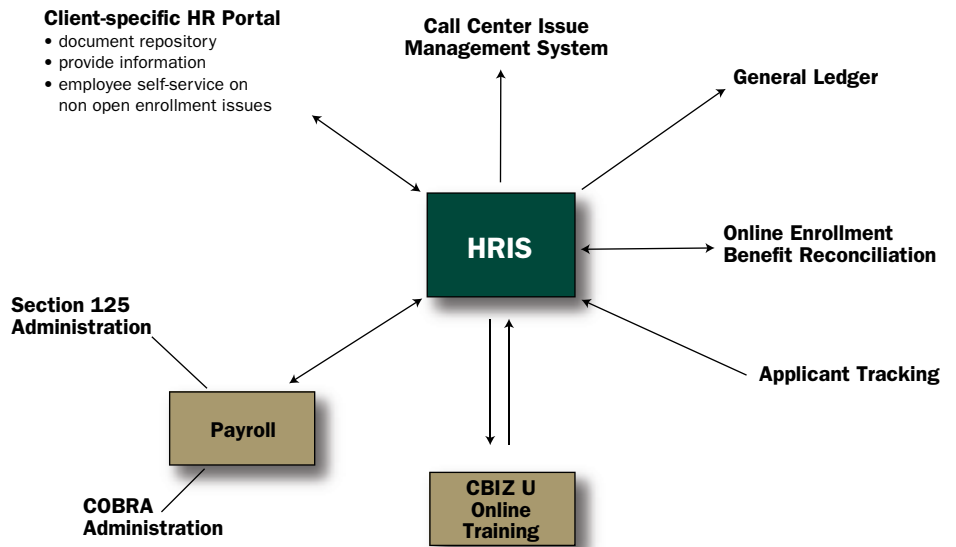 Client-specific HR Portal
• document repository
• provide information
• employee self-service on
non open enrollment issues
Call Center Issue
Management System
General Ledger
HRIS
Online Enrollment
Benefit Reconciliation
Section 125
Administration
Applicant Tracking
Payroll
CBIZ U
Online
Training
COBRA
Administration